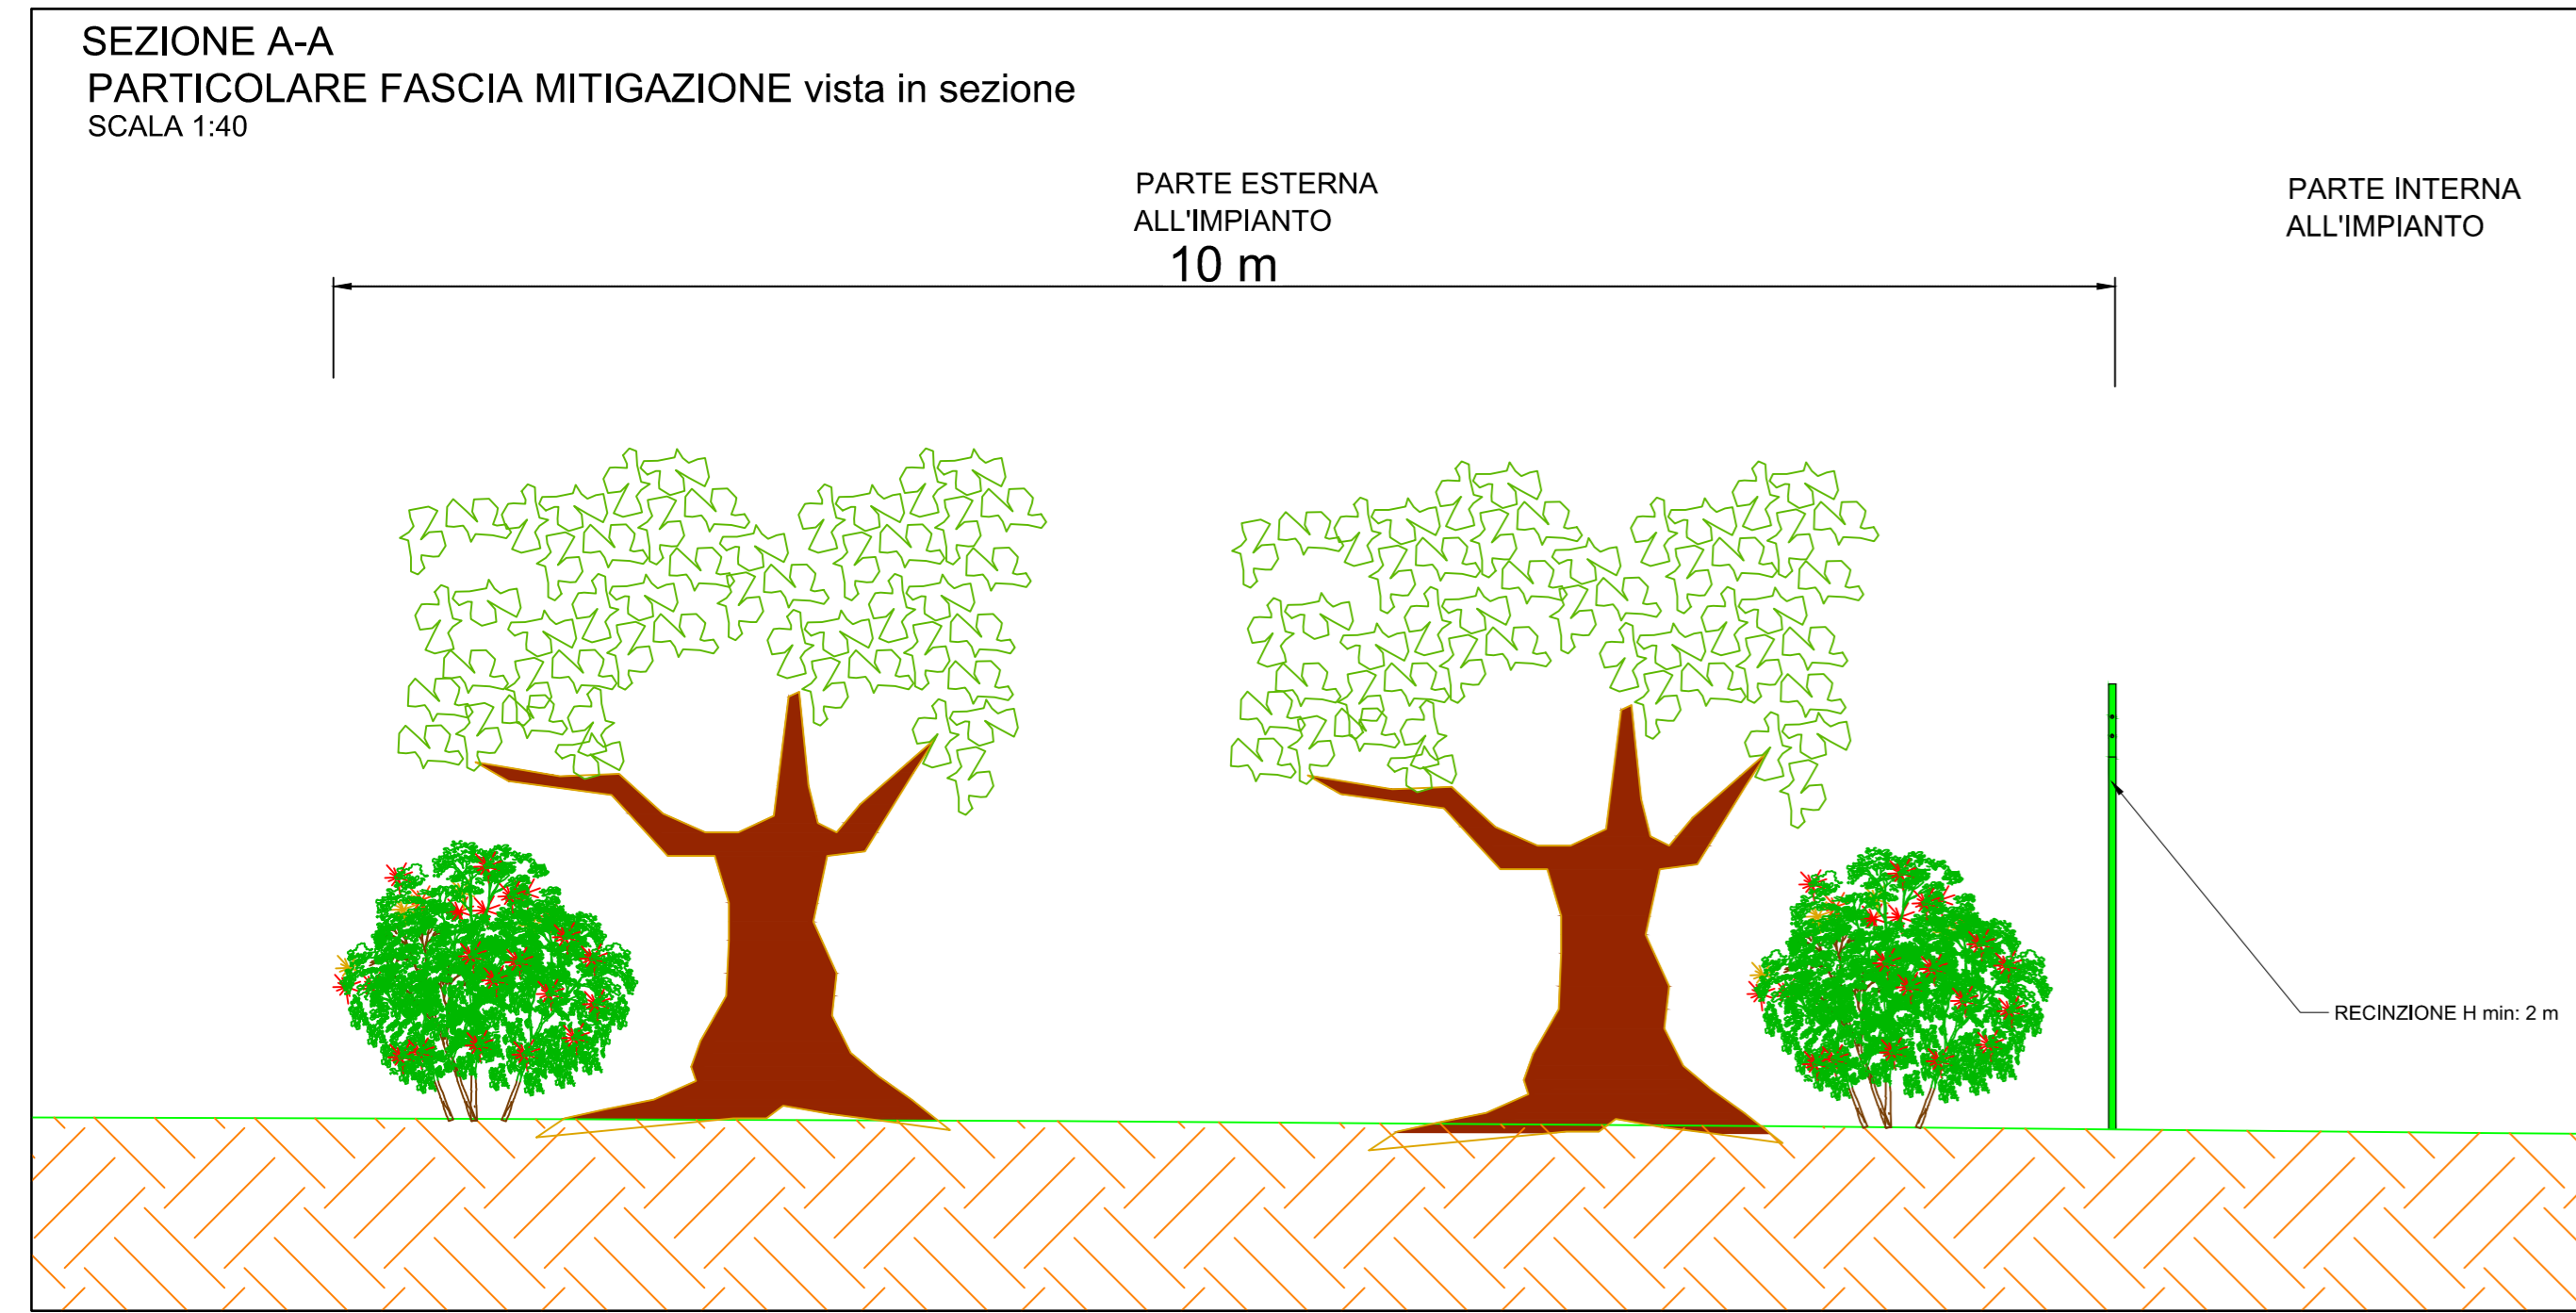 SEZIONE A-A
PARTICOLARE FASCIA MITIGAZIONE vista in sezione
SCALA 1:40
PARTE ESTERNA
ALL'IMPIANTO
10 m
PARTE INTERNA
ALL'IMPIANTO
RECINZIONE H min: 2 m